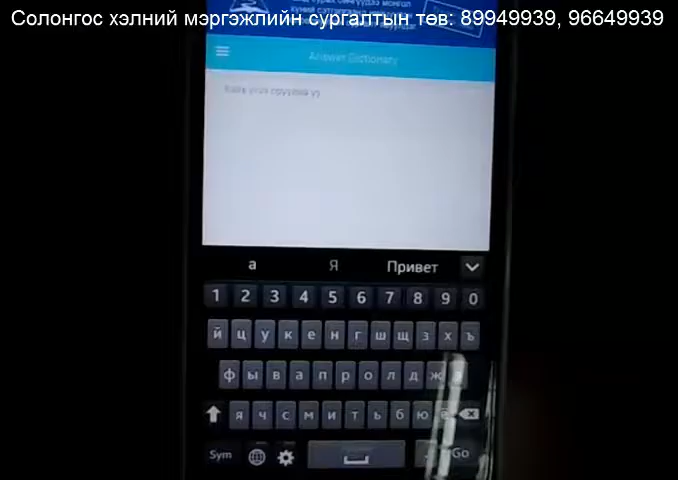 Солонгос хэлний мэргэжлийн сургалтын төв: 89949939, 96649939
Answer Dictionary
а Я Привет
1 2 3 4 5 6 7 8 9 0
й ц у к е н г ш щ з х ъ
ф ы в а п р о л д ж э
я ч с м и т ь б ю ё
Sym Go